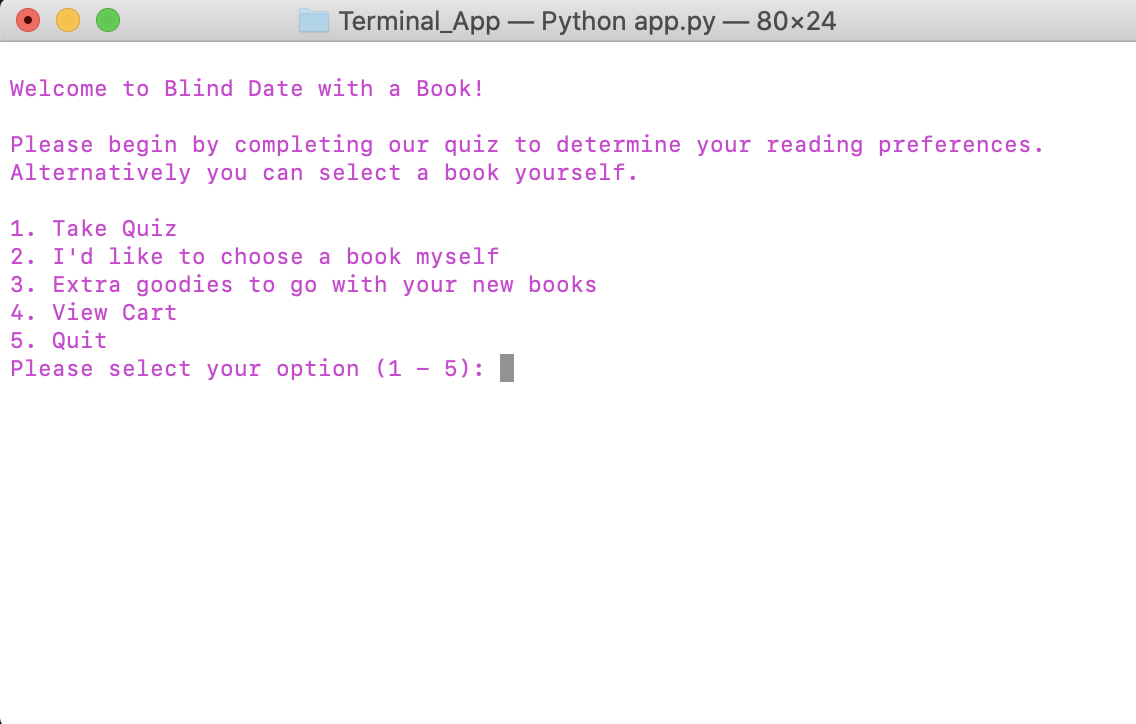 Terminal_App — Python app.py — 80×24
Welcome to Blind Date with a Book!
Please begin by completing our quiz to determine your reading preferences.
Alternatively you can select a book yourself.
1. Take Quiz
2. I'd like to choose a book myself
3. Extra goodies to go with your new books
4. View Cart
5. Quit
Please select your option (1 – 5):